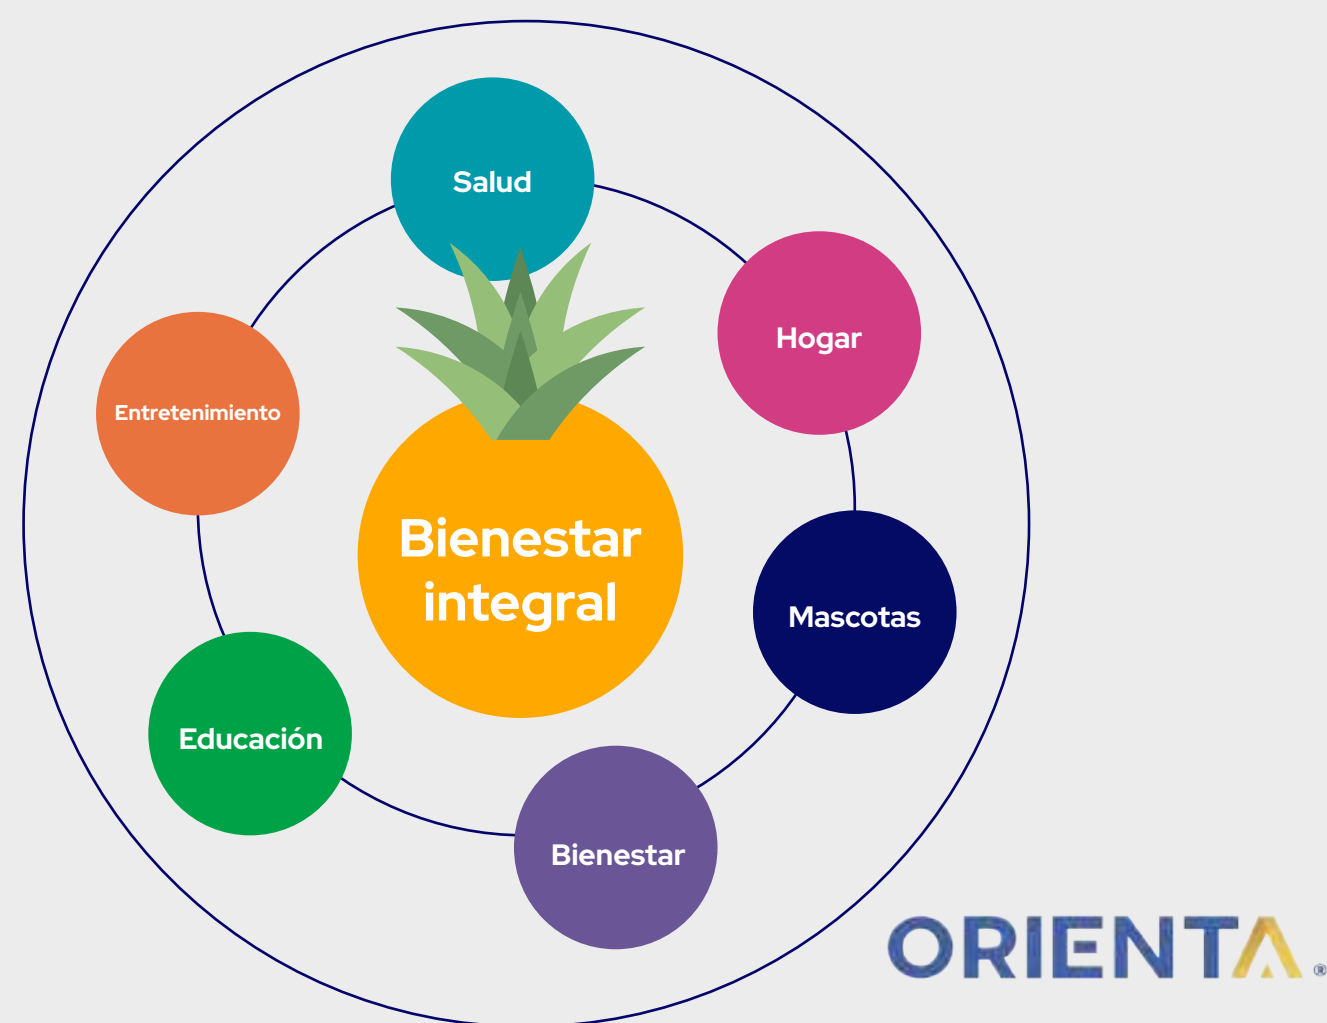 Salud
Hogar
Entretenimiento
Bienestar
integral
Mascotas
Educación
Bienestar
ORIENTA®